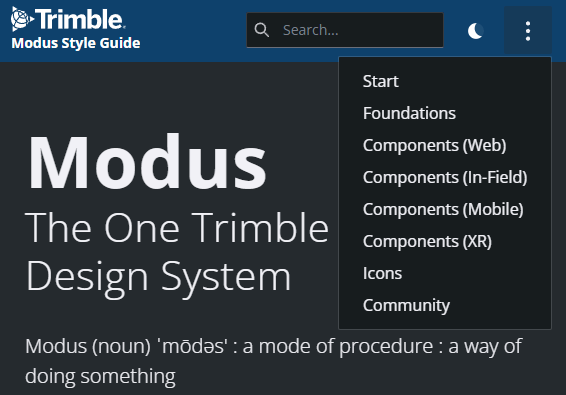 Trimble.
Modus Style Guide
Search...
Start
Foundations
Components (Web)
Components (In-Field)
Components (Mobile)
Components (XR)
Icons
Community
Modus
The One Trimble
Design System
Modus (noun) ˈmōdəs' : a mode of procedure : a way of
doing something